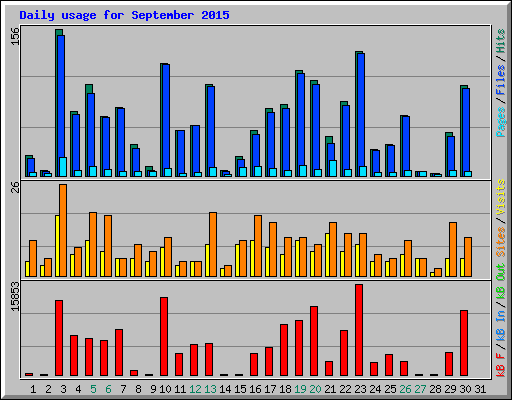 Daily usage for September 2015
156
26
15853
Pages / Files / Hits
Sites / Visits
kB F / kB In / kB Out
1 2 3 4 5 6 7 8 9 10 11 12 13 14 15 16 17 18 19 20 21 22 23 24 25 26 27 28 29 30 31